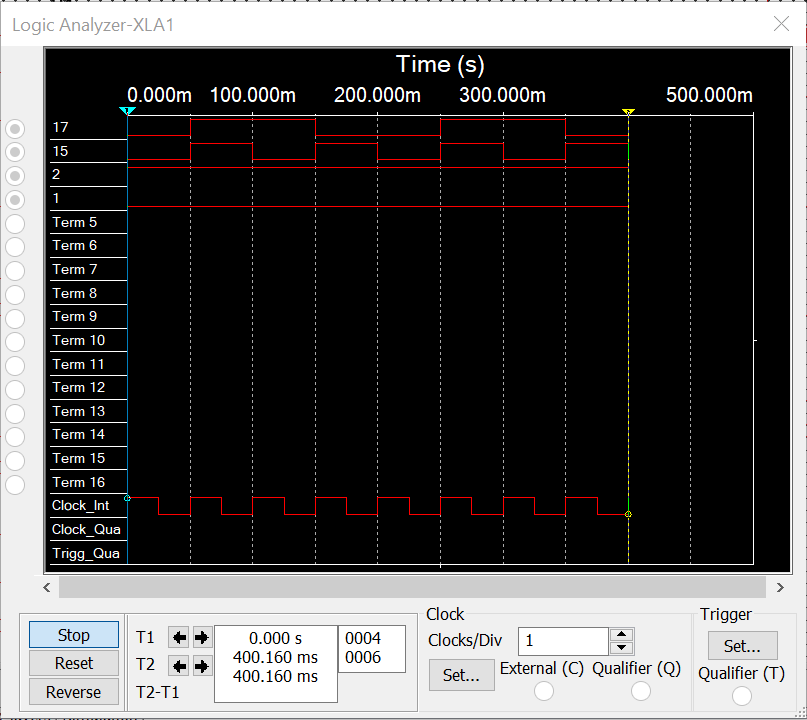 Logic Analyzer-XLA1
Time (s)
0.000m 100.000m 200.000m 300.000m 500.000m
17
15
2
1
Term 5
Term 6
Term 7
Term 8
Term 9
Term 10
Term 11
Term 12
Term 13
Term 14
Term 15
Term 16
Clock_Int
Clock_Qua
Trigg_Qua
Stop
Reset
Reverse
T1
T2
T2-T1
0.000 s
400.160 ms
400.160 ms
0004
0006
Clock
Clocks/Div 1
Set...
External (C) Qualifier (Q)
Trigger
Set...
Qualifier (T)